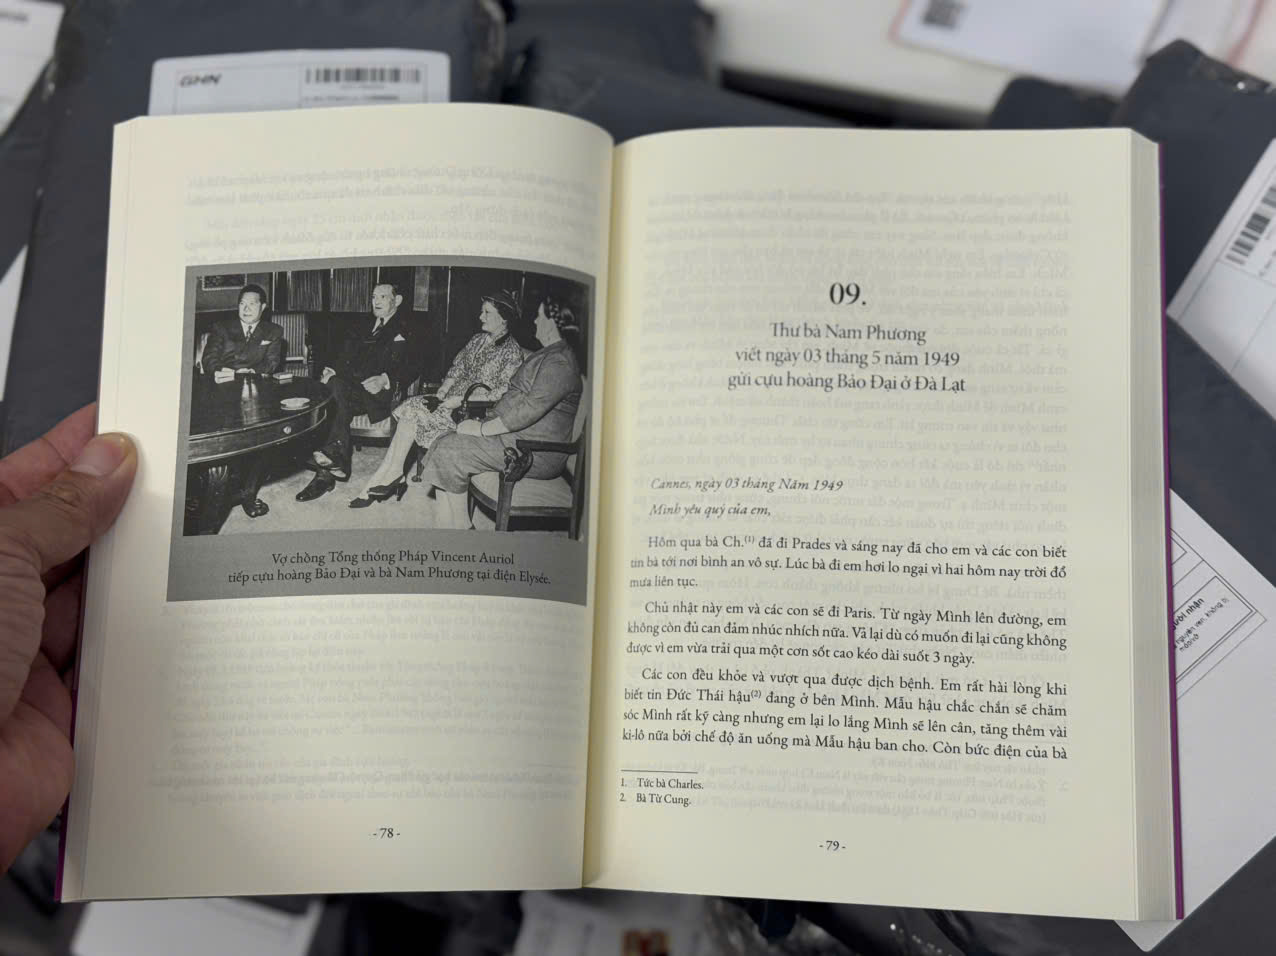 GHN
Vợ chồng Tổng thống Pháp Vincent Auriol
tiếp cựu hoàng Bảo Đại và bà Nam Phương tại điện Elysée.
- 78 -
09.
Thư bà Nam Phương
viết ngày 03 tháng 5 năm 1949
gửi cựu hoàng Bảo Đại ở Đà Lạt
Cannes, ngày 03 tháng Năm 1949
Mình yêu quý của em,
Hôm qua bà Ch.(1) đã đi Prades và sáng nay đã cho em và các con biết
tin bà tới nơi bình an vô sự. Lúc bà đi em hơi lo ngại vì hai hôm nay trời đổ
mưa liên tục.
Chủ nhật này em và các con sẽ đi Paris. Từ ngày Mình lên đường, em
không còn đủ can đảm nhúc nhích nữa. Vả lại dù có muốn đi lại cũng không
được vì em vừa trải qua một cơn sốt cao kéo dài suốt 3 ngày.
Các con đều khỏe và vượt qua được dịch bệnh. Em rất hài lòng khi
biết tin Đức Thái hậu(2) đang ở bên Mình. Mẫu hậu chắc chắn sẽ chăm
sóc Mình rất kỹ càng nhưng em lại lo lắng Mình sẽ lên cân, tăng thêm vài
ki-lô nữa bởi chế độ ăn uống mà Mẫu hậu ban cho. Còn bức điện của bà
1. Tức bà Charles.
2. Bà Từ Cung.
- 79 -